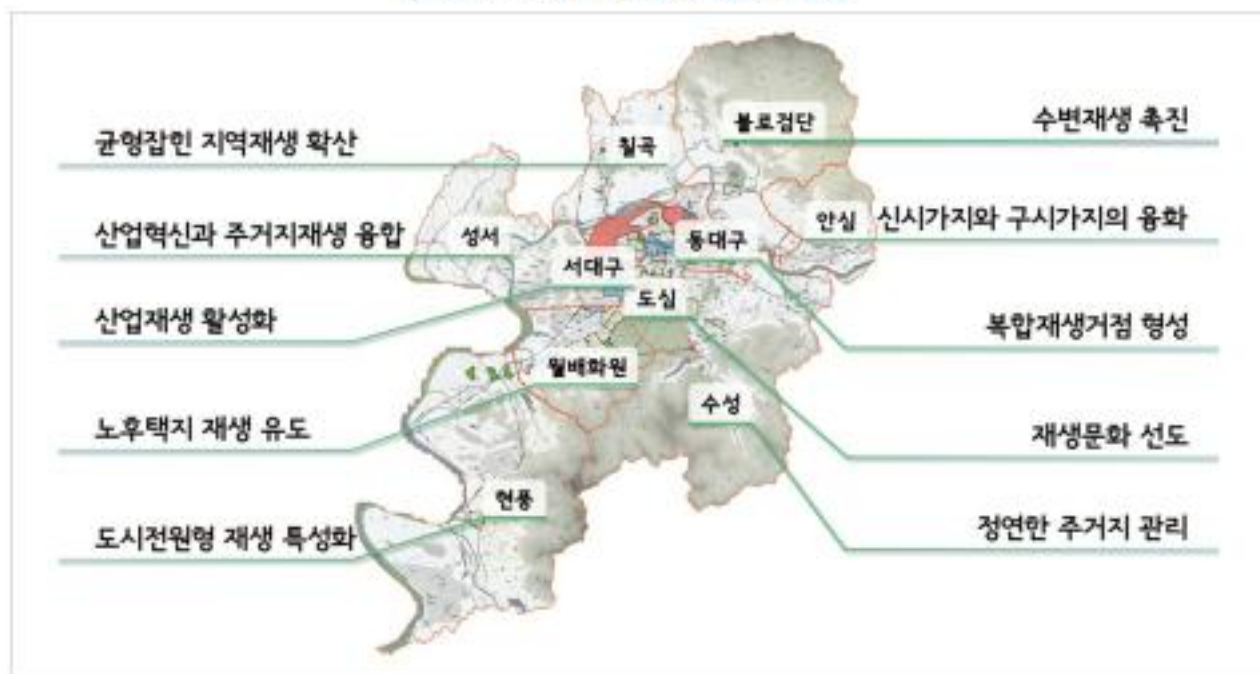 균형잡힌 지역재생 확산
칠곡
불로검단
수변재생 촉진
산업혁신과 주거지재생 융합
성서
서대구
동대구
안심
신시가지와 구시가지의 융화
산업재생 활성화
도심
복합재생거점 형성
월배화원
노후택지 재생 유도
수성
재생문화 선도
현풍
도시전원형 재생 특성화
정연한 주거지 관리